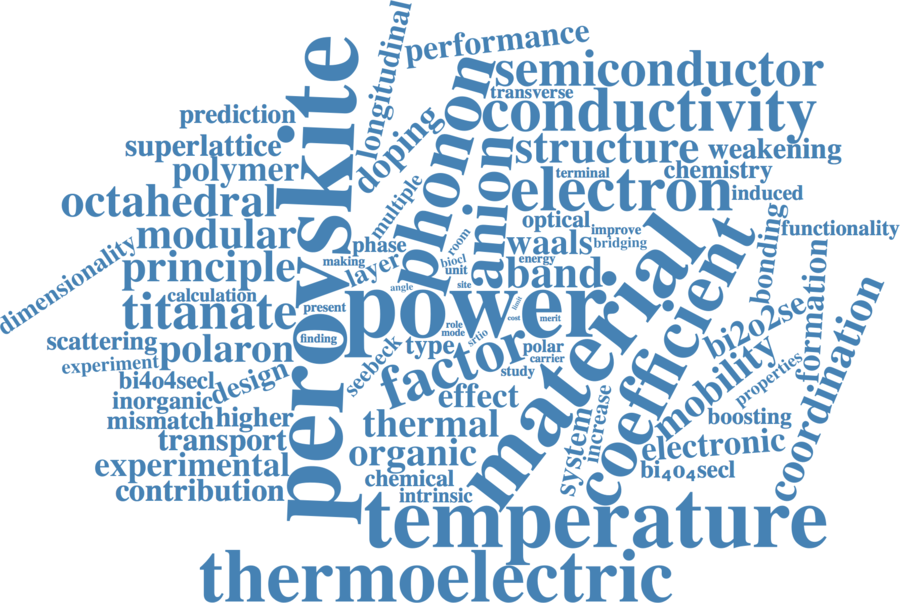 longitudinal
performance
perovskite
phonon
semiconductor
transverse
conductivity
prediction
doping
superlattice
anion
structure
weakening
polymer
terminal
chemistry
multiple
electron
induced
octahedral
optical
improve
functionality
modular
phase
room
waals
bridging
bonding
dimensionality
making
layer
biocl
unit
energy
band
material
coefficient
principle
calculation
angle
site
power
limit
cost
merit
formation
titanate
present
role
mode
srtio
bi2o2se
coordination
scattering
finding
polaron
type
polar
carrier
experiment
seebeck
factor
study
mobility
properties
bi4o4secl
design
effect
inorganic
increase
boosting
mismatch
higher
thermal
system
electronic
transport
organic
experimental
bi₄o₄secl
chemical
contribution
intrinsic
temperature
thermoelectric